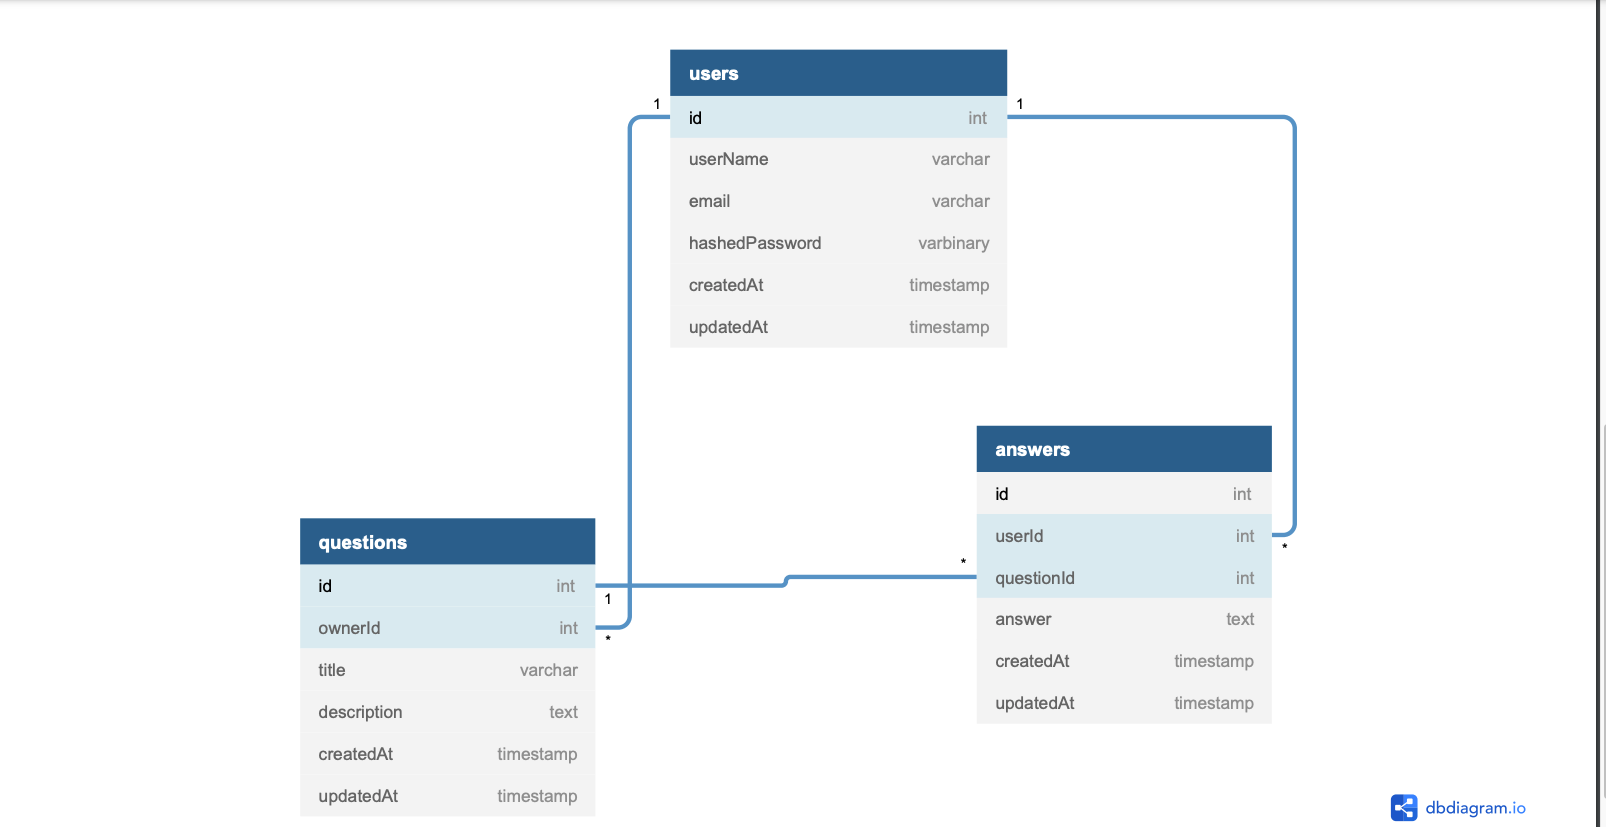 users
1
1
id int
userName varchar
email varchar
hashedPassword varbinary
createdAt timestamp
updatedAt timestamp
answers
id int
userId int
*
questionId int
*
answer text
createdAt timestamp
updatedAt timestamp
questions
id int
1
ownerId int
*
title varchar
description text
createdAt timestamp
updatedAt timestamp
dbdiagram.io